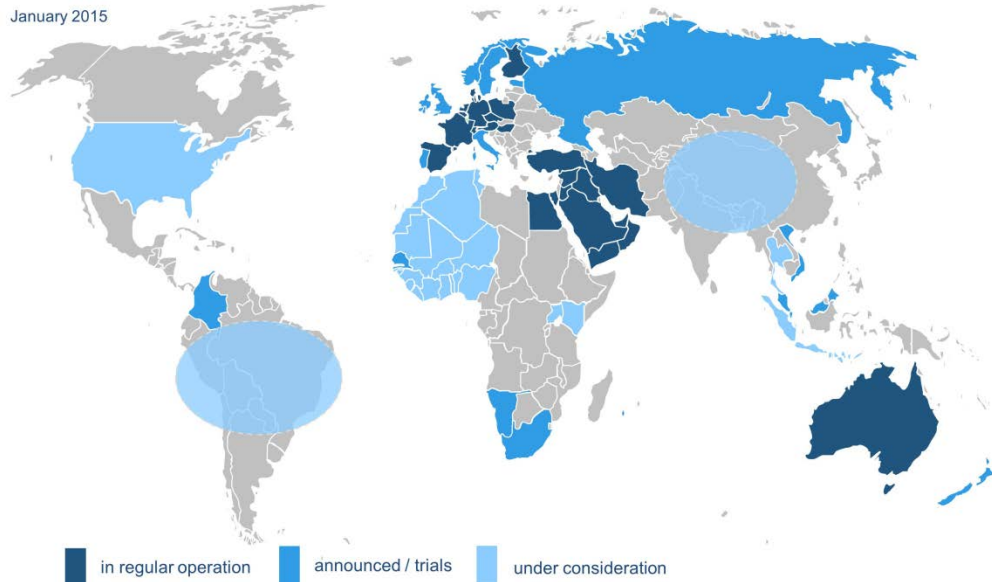 January 2015
in regular operation
announced / trials
under consideration